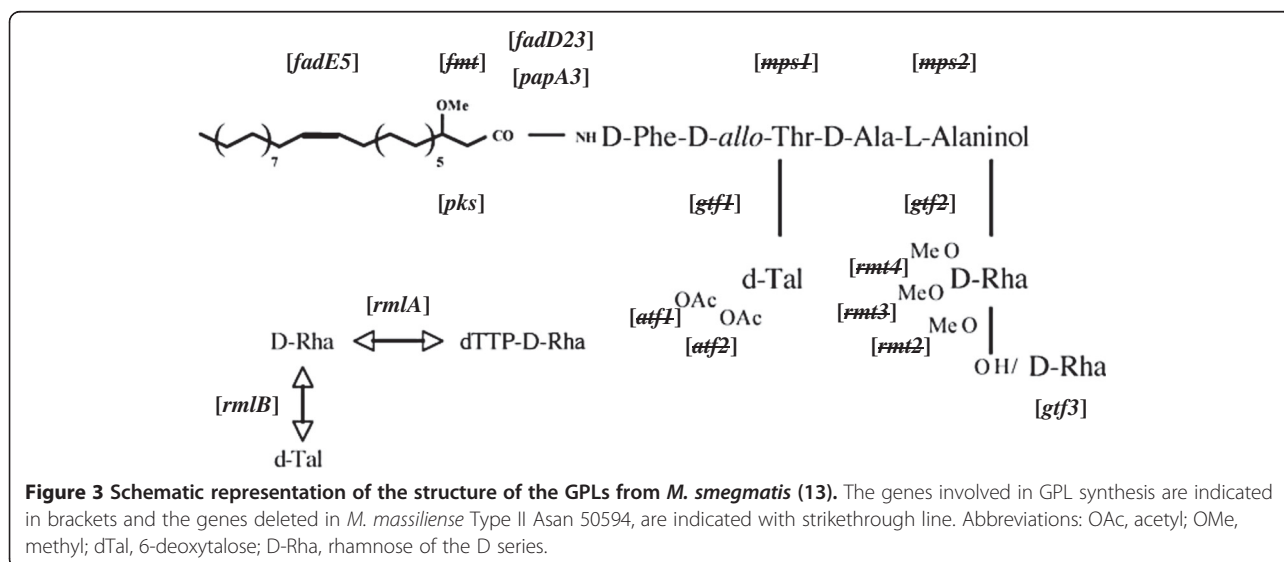 [fadD23]
[fadE5] [fmt] [papA3] [mps1] [mps2]
OMe
CO NH D-Phe-D-allo-Thr-D-Ala-L-Alaninol
7 5
[pks] [gtf1] [gtf2]
[rmt4] MeO D-Rha
d-Tal
[rmt3] MeO
[atf1] OAc OAc
[rmt2] MeO
[atf2]
[rmlA]
D-Rha dTTP-D-Rha
OH/ D-Rha
[gtf3]
[rmlB]
d-Tal
Figure 3 Schematic representation of the structure of the GPLs from M. smegmatis (13). The genes involved in GPL synthesis are indicated
in brackets and the genes deleted in M. massiliense Type II Asan 50594, are indicated with strikethrough line. Abbreviations: OAc, acetyl; OMe,
methyl; dTal, 6-deoxytalose; D-Rha, rhamnose of the D series.